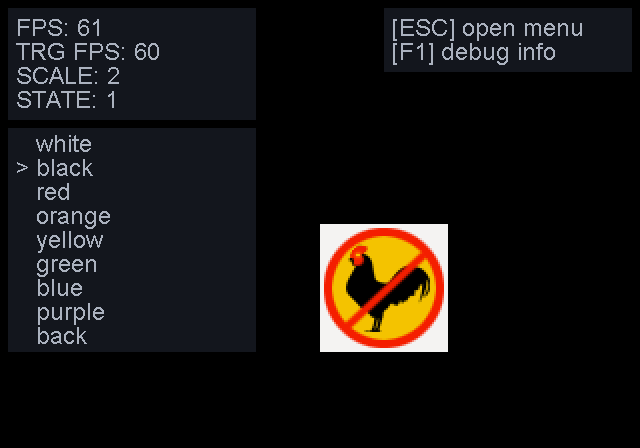 FPS: 61
TRG FPS: 60
SCALE: 2
STATE: 1
[ESC] open menu
[F1] debug info
white
> black
red
orange
yellow
green
blue
purple
back